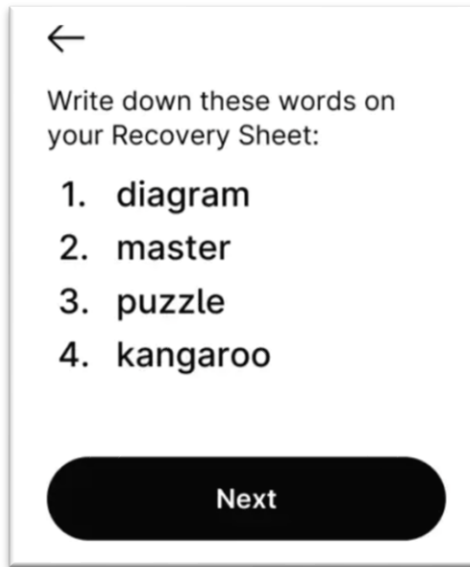 Write down these words on
your Recovery Sheet:
1. diagram
2. master
3. puzzle
4. kangaroo
Next